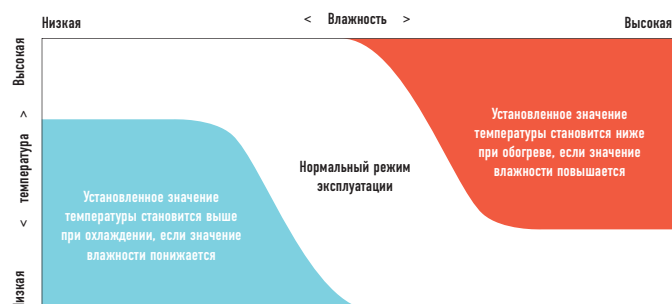 Низкая
< Влажность >
Высокая
Высокая
< температура >
Низкая
Установленное значение
температуры становится ниже
при обогреве, если значение
влажности повышается
Нормальный режим
эксплуатации
Установленное значение
температуры становится выше
при охлаждении, если значение
влажности понижается